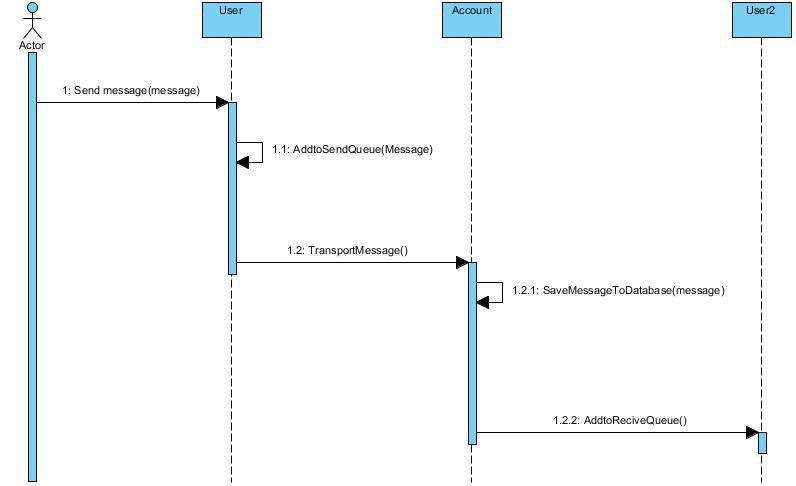 User
Account
User2
Actor
1: Send message(message)
1.1: AddtoSendQueue(Message)
1.2: TransportMessage()
1.2.1: SaveMessageToDatabase(message)
1.2.2: AddtoReciveQueue()